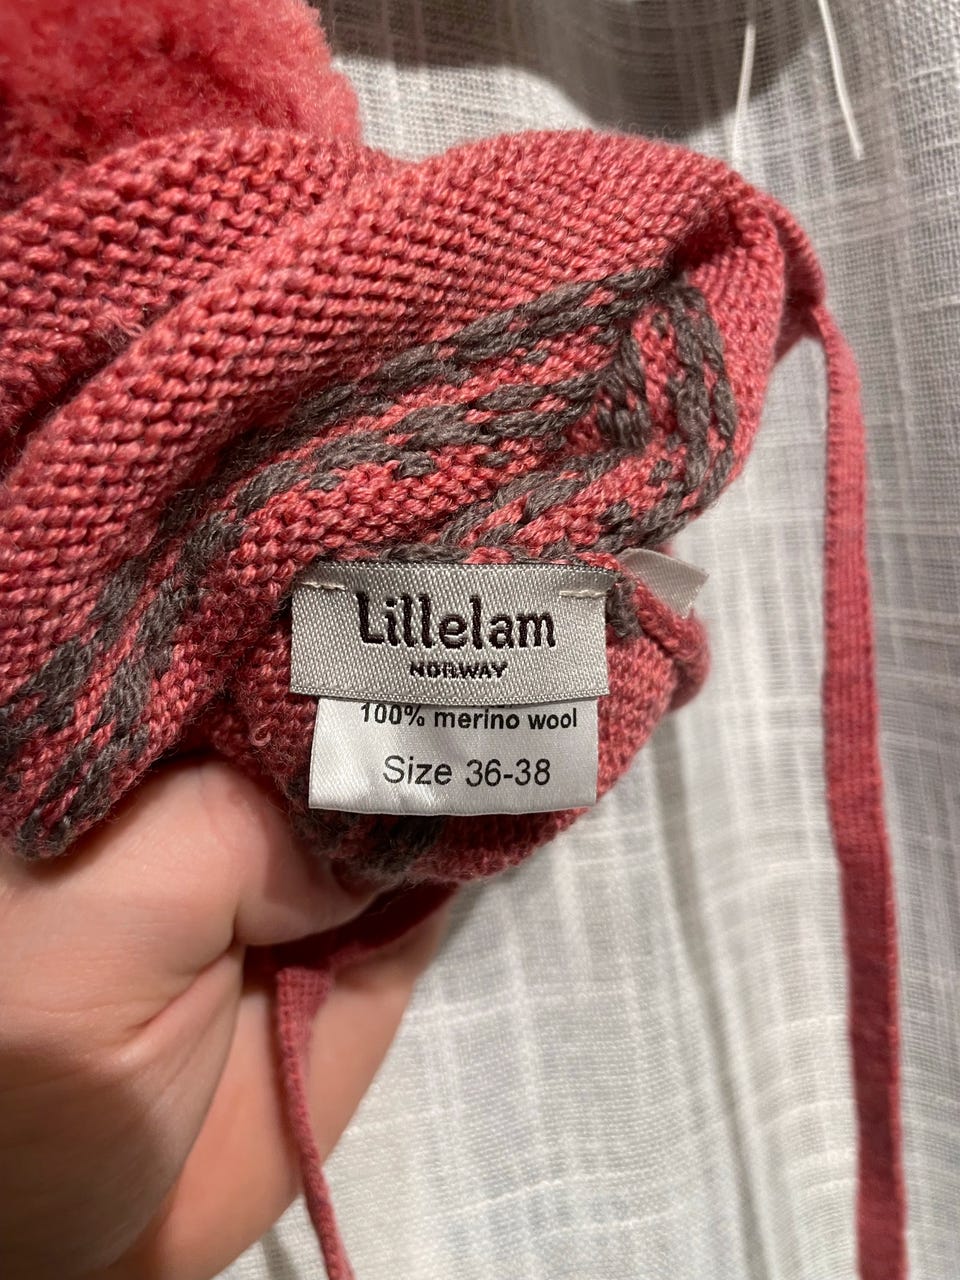 Lillelam
NORWAY
100% merino wool
Size 36-38